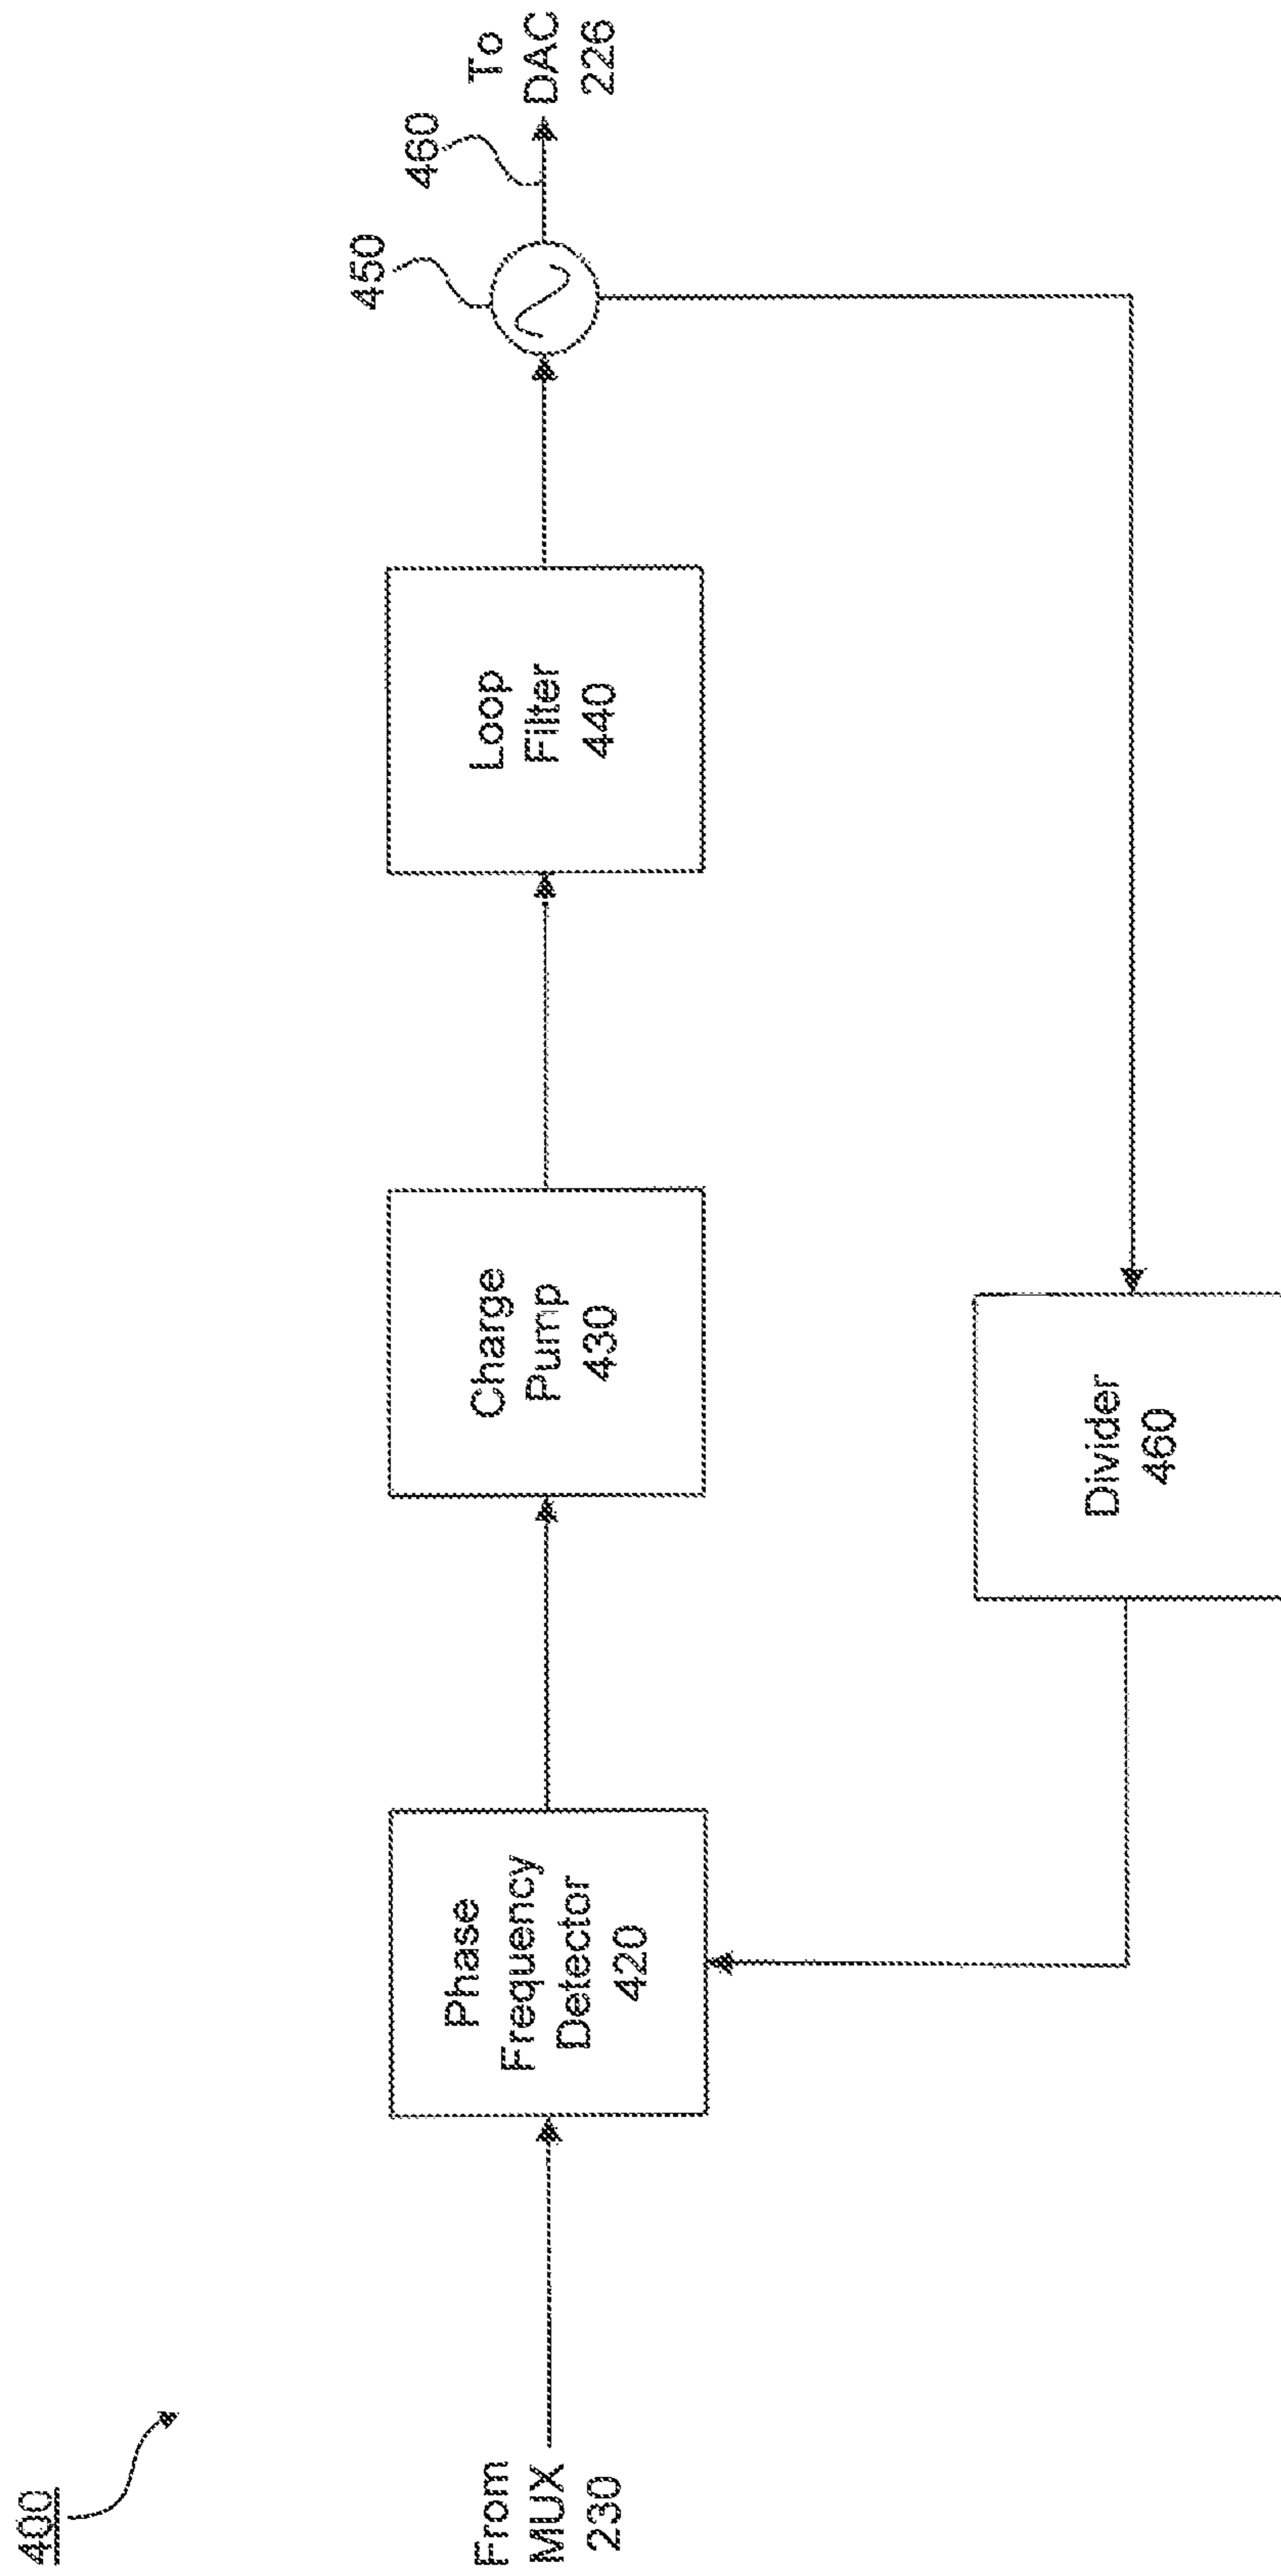 400
From
MUX
230
Phase
Frequency
Detector
420
Charge
Pump
430
Loop
Filter
440
450
460
To
DAC
226
Divider
460